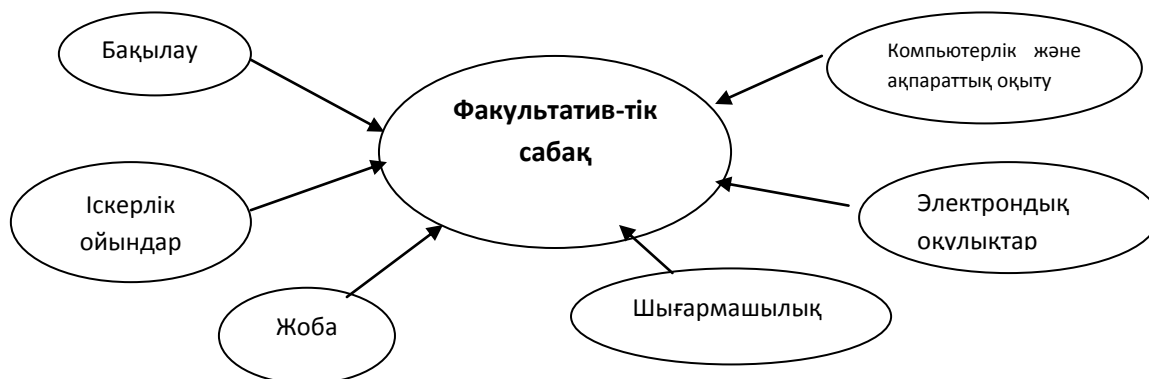 Бақылау
Компьютерлік және
ақпараттық оқыту
Факультатив-тік
сабақ
Іскерлік
ойындар
Электрондық
оқулықтар
Жоба
Шығармашылық